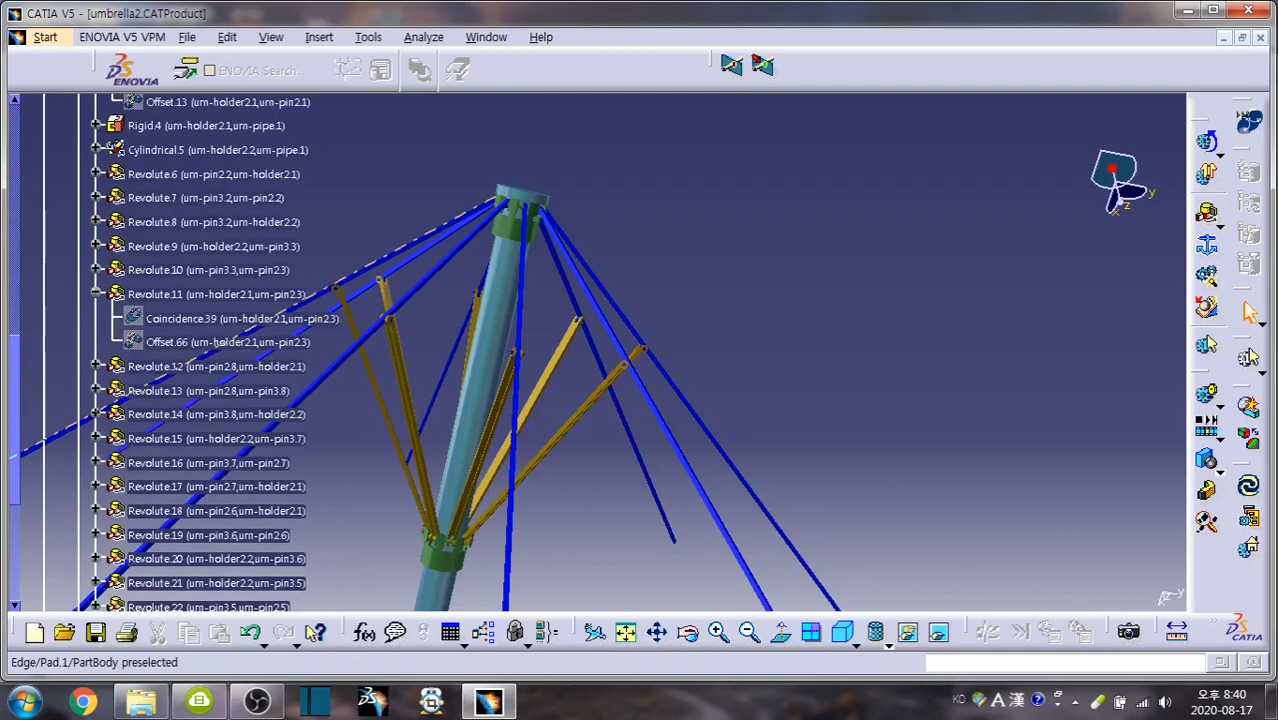 CATIA V5 - [umbrella2.CATProduct]
Start ENOVIA V5 VPM File Edit View Insert Tools Analyze Window Help
ENOVIA
ENOVIA Search...
Offset.13 (um-holder2.1,um-pin2.1)
Rigid.4 (um-holder2.1,um-pipe.1)
Cylindrical.5 (um-holder2.2,um-pipe.1)
Revolute.6 (um-pin2.2,um-holder2.1)
Revolute.7 (um-pin3.2,um-pin2.2)
Revolute.8 (um-pin3.2,um-holder2.2)
Revolute.9 (um-holder2.2,um-pin3.3)
Revolute.10 (um-pin3.3,um-pin2.3)
Revolute.11 (um-holder2.1,um-pin2.3)
Coincidence.39 (um-holder2.1,um-pin2.3)
Offset.66 (um-holder2.1,um-pin2.3)
Revolute.12 (um-pin2.8,um-holder2.1)
Revolute.13 (um-pin2.8,um-pin3.8)
Revolute.14 (um-pin3.8,um-holder2.2)
Revolute.15 (um-holder2.2,um-pin3.7)
Revolute.16 (um-pin3.7,um-pin2.7)
Revolute.17 (um-pin2.7,um-holder2.1)
Revolute.18 (um-pin2.6,um-holder2.1)
Revolute.19 (um-pin3.6,um-pin2.6)
Revolute.20 (um-holder2.2,um-pin3.6)
Revolute.21 (um-holder2.2,um-pin3.5)
Revolute.22 (um-pin3.5,um-pin2.5)
y
z
x
f(x)
CATIA
Edge/Pad.1/PartBody preselected
KO A 漢
오후 8:40
2020-08-17